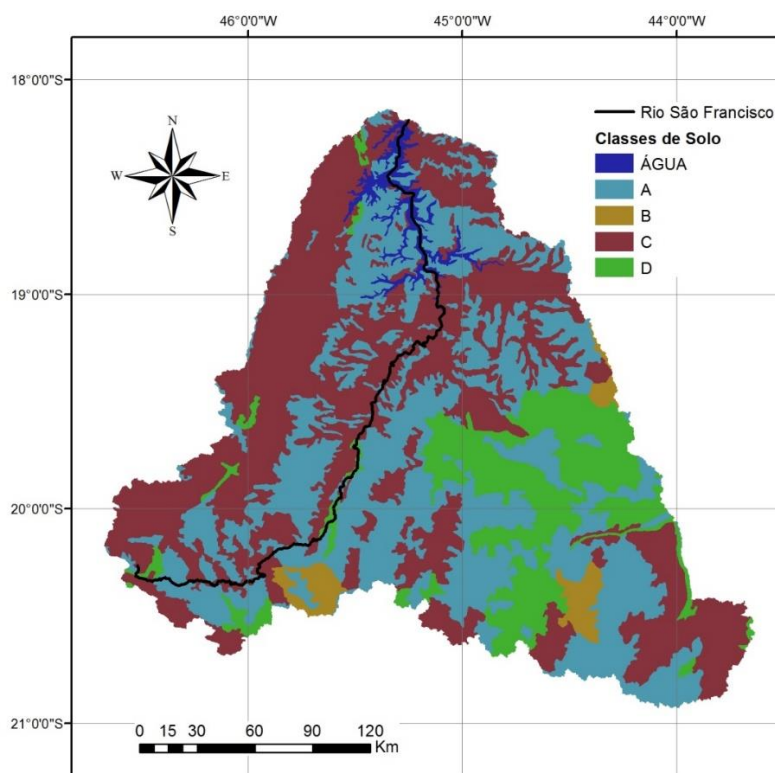 46°0'0"W 45°0'0"W 44°0'0"W
18°0'0"S
Rio São Francisco
Classes de Solo
ÁGUA
A
B
C
D
N
W E
S
19°0'0"S
20°0'0"S
21°0'0"S
0 15 30 60 90 120
Km